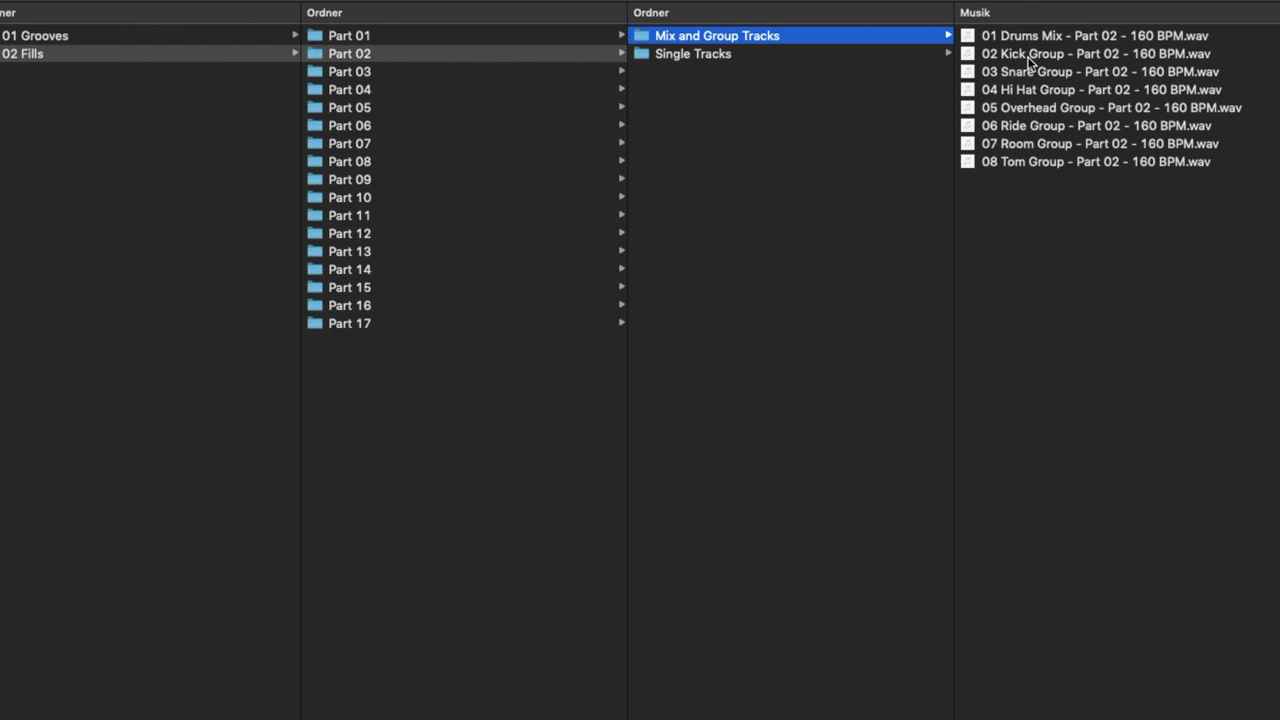 ner
01 Grooves
02 Fills
Ordner
Part 01
Part 02
Part 03
Part 04
Part 05
Part 06
Part 07
Part 08
Part 09
Part 10
Part 11
Part 12
Part 13
Part 14
Part 15
Part 16
Part 17
Ordner
Mix and Group Tracks
Single Tracks
Musik
01 Drums Mix - Part 02 - 160 BPM.wav
02 Kick Group - Part 02 - 160 BPM.wav
03 Snare Group - Part 02 - 160 BPM.wav
04 Hi Hat Group - Part 02 - 160 BPM.wav
05 Overhead Group - Part 02 - 160 BPM.wav
06 Ride Group - Part 02 - 160 BPM.wav
07 Room Group - Part 02 - 160 BPM.wav
08 Tom Group - Part 02 - 160 BPM.wav